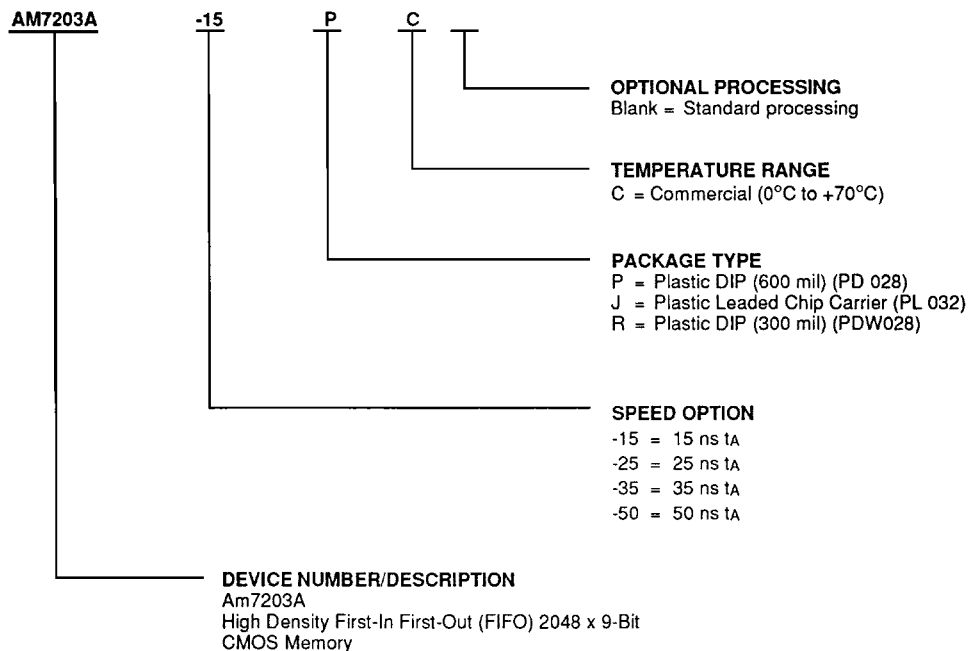 AM7203A -15 P C
OPTIONAL PROCESSING
Blank = Standard processing
TEMPERATURE RANGE
C = Commercial (0°C to +70°C)
PACKAGE TYPE
P = Plastic DIP (600 mil) (PD 028)
J = Plastic Leaded Chip Carrier (PL 032)
R = Plastic DIP (300 mil) (PDW028)
SPEED OPTION
-15 = 15 ns tA
-25 = 25 ns tA
-35 = 35 ns tA
-50 = 50 ns tA
DEVICE NUMBER/DESCRIPTION
Am7203A
High Density First-In First-Out (FIFO) 2048 x 9-Bit
CMOS Memory